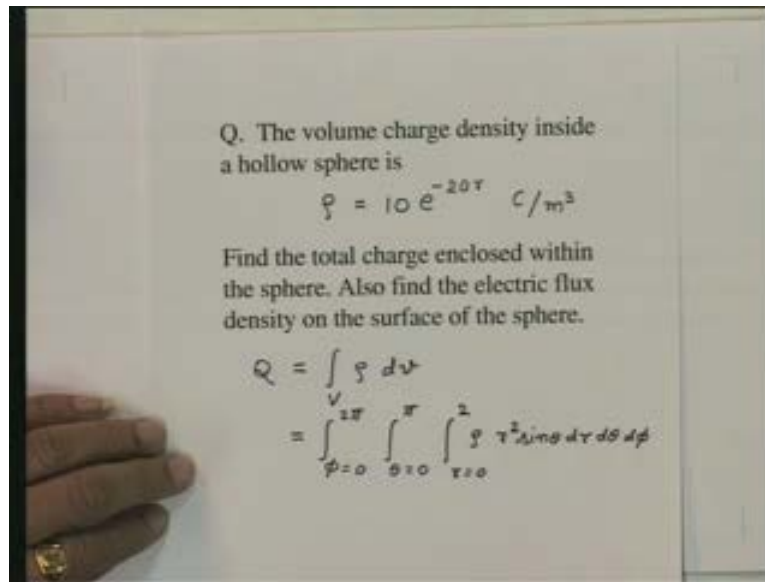 Q. The volume charge density inside
a hollow sphere is
ρ = 10 e^{-20r} C/m³
Find the total charge enclosed within
the sphere. Also find the electric flux
density on the surface of the sphere.
Q = ∫_V ρ dv
= ∫_{φ=0}^{2π} ∫_{θ=0}^{π} ∫_{r=0}^{2} ρ r² sinθ dr dθ dφ